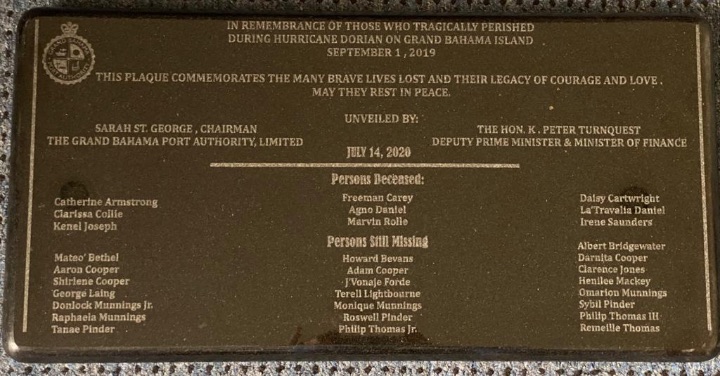 IN REMEMBRANCE OF THOSE WHO TRAGICALLY PERISHED
DURING HURRICANE DORIAN ON GRAND BAHAMA ISLAND
SEPTEMBER 1, 2019
THIS PLAQUE COMMEMORATES THE MANY BRAVE LIVES LOST AND THEIR LEGACY OF COURAGE AND LOVE.
MAY THEY REST IN PEACE.
UNVEILED BY:
SARAH ST. GEORGE, CHAIRMAN
THE GRAND BAHAMA PORT AUTHORITY, LIMITED
THE HON. K. PETER TURNQUEST
DEPUTY PRIME MINISTER & MINISTER OF FINANCE
JULY 14, 2020
Persons Deceased:
Catherine Armstrong
Clarissa Collie
Kenel Joseph
Freeman Carey
Agno Daniel
Marvin Rolle
Daisy Cartwright
La'Travalia Daniel
Irene Saunders
Persons Still Missing
Mateo' Bethel
Aaron Cooper
Shirlene Cooper
George Laing
Donlock Munnings Jr.
Raphaela Munnings
Tanae Pinder
Howard Bevans
Adam Cooper
J'Vonaje Forde
Terell Lightbourne
Monique Munnings
Roswell Pinder
Philip Thomas Jr.
Albert Bridgewater
Darnita Cooper
Clarence Jones
Henilee Mackey
Omarion Munnings
Sybil Pinder
Philip Thomas III
Remeille Thomas